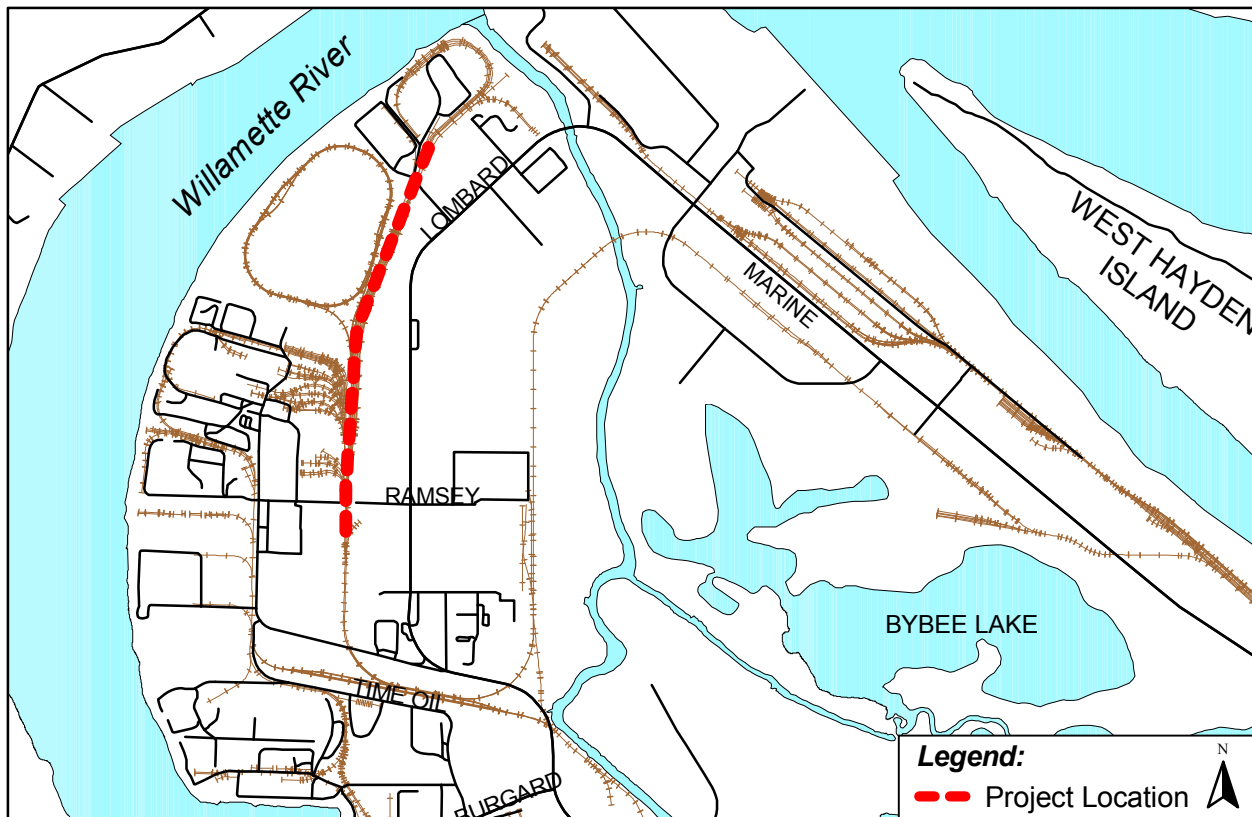 Willamette River
LOMBARD
WEST HAYDEN
ISLAND
MARINE
RAMSEY
BYBEE LAKE
TIME OIL
BURGARD
Legend:
N
Project Location